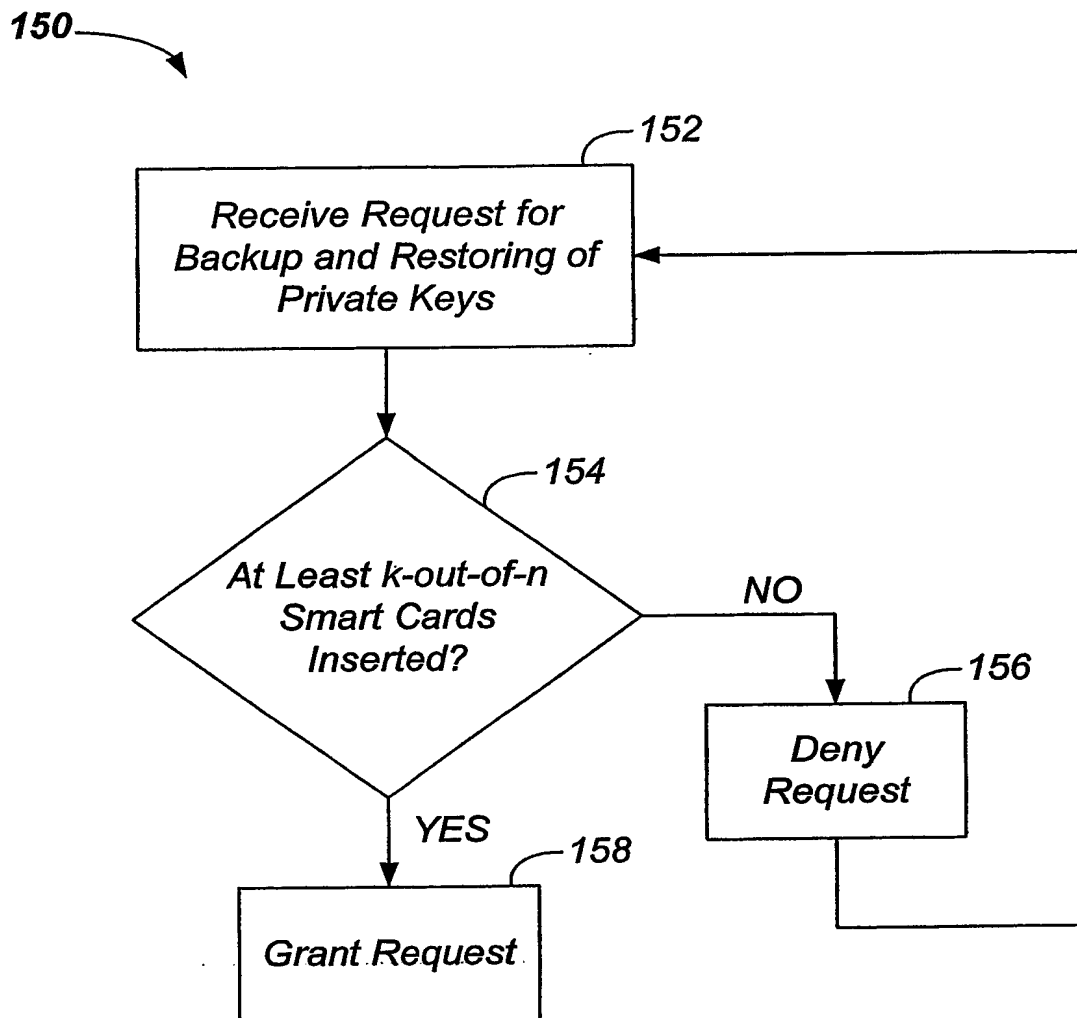 150
152
Receive Request for
Backup and Restoring of
Private Keys
154
At Least k-out-of-n
Smart Cards
Inserted?
NO
156
Deny
Request
YES
158
Grant Request